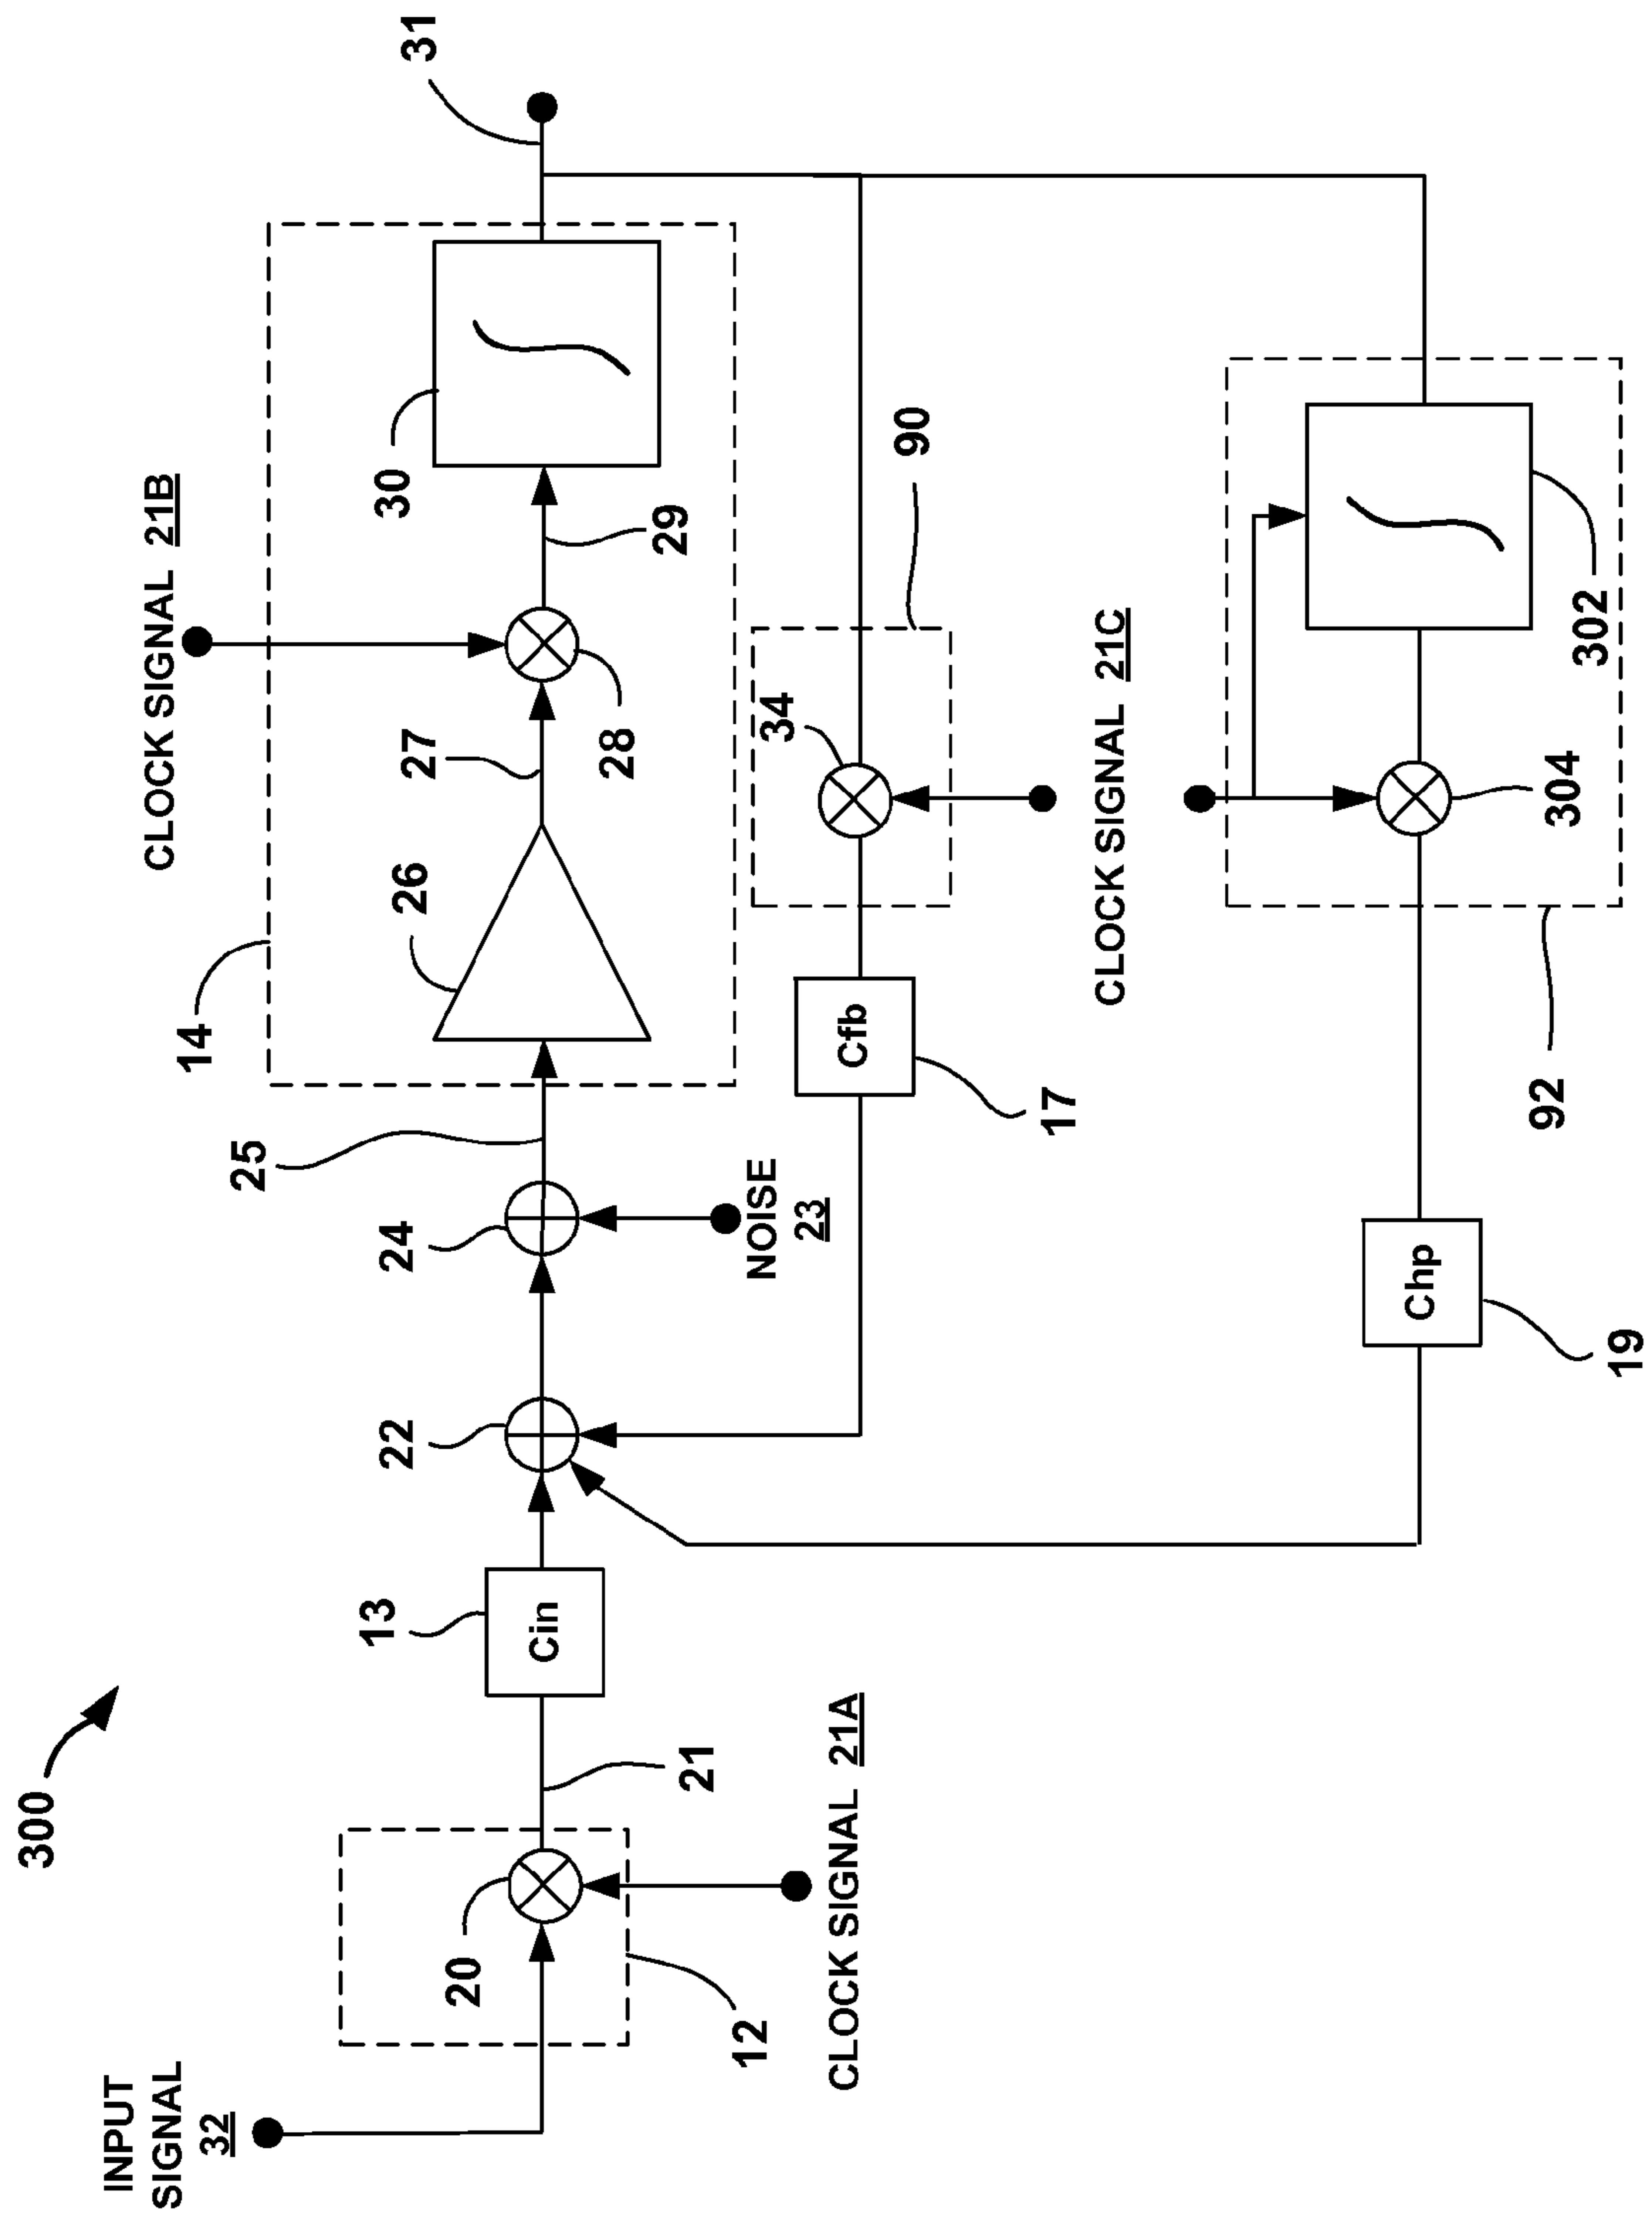 300
INPUT
SIGNAL
32
20
12
CLOCK SIGNAL 21A
21
13
Cin
22
24
NOISE
23
25
14
26
27
CLOCK SIGNAL 21B
28
29
30
31
34
90
Cfb
17
CLOCK SIGNAL 21C
302
304
92
Chp
19